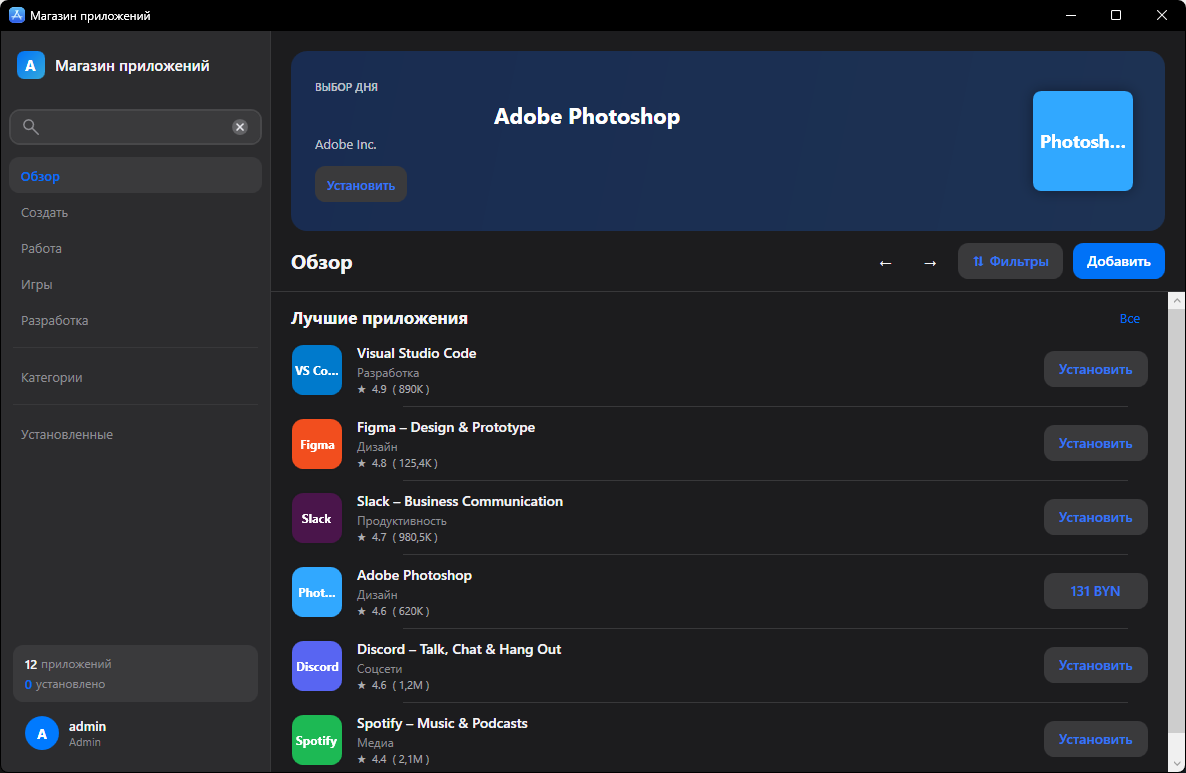 Магазин приложений
A Магазин приложений
Обзор
Создать
Работа
Игры
Разработка
Категории
Установленные
12 приложений
0 установлено
A
admin
Admin
ВЫБОР ДНЯ
Adobe Photoshop
Adobe Inc.
Установить
Photosh...
Обзор
← → ⇅ Фильтры Добавить
Лучшие приложения Все
VS Co...
Visual Studio Code
Разработка
★ 4.9 ( 890K )
Установить
Figma
Figma – Design & Prototype
Дизайн
★ 4.8 ( 125,4K )
Установить
Slack
Slack – Business Communication
Продуктивность
★ 4.7 ( 980,5K )
Установить
Phot...
Adobe Photoshop
Дизайн
★ 4.6 ( 620K )
131 BYN
Discord
Discord – Talk, Chat & Hang Out
Соцсети
★ 4.6 ( 1,2M )
Установить
Spotify
Spotify – Music & Podcasts
Медиа
★ 4.4 ( 2,1M )
Установить